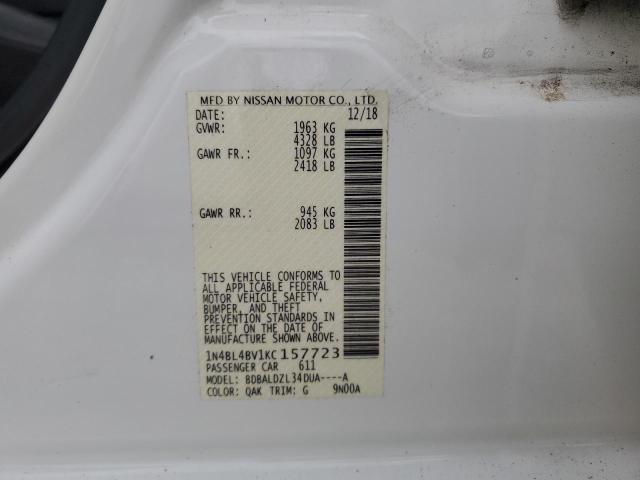 MFD BY NISSAN MOTOR CO., LTD.
DATE: 12/18
GVWR: 1963 KG
4328 LB
GAWR FR.: 1097 KG
2418 LB
GAWR RR.: 945 KG
2083 LB
THIS VEHICLE CONFORMS TO
ALL APPLICABLE FEDERAL
MOTOR VEHICLE SAFETY,
BUMPER, AND THEFT
PREVENTION STANDARDS IN
EFFECT ON THE DATE OF
MANUFACTURE SHOWN ABOVE.
1N4BL4BV1KC157723
PASSENGER CAR 611
MODEL: BDBALDZL34DUA----A
COLOR: QAK TRIM: G 9N00A